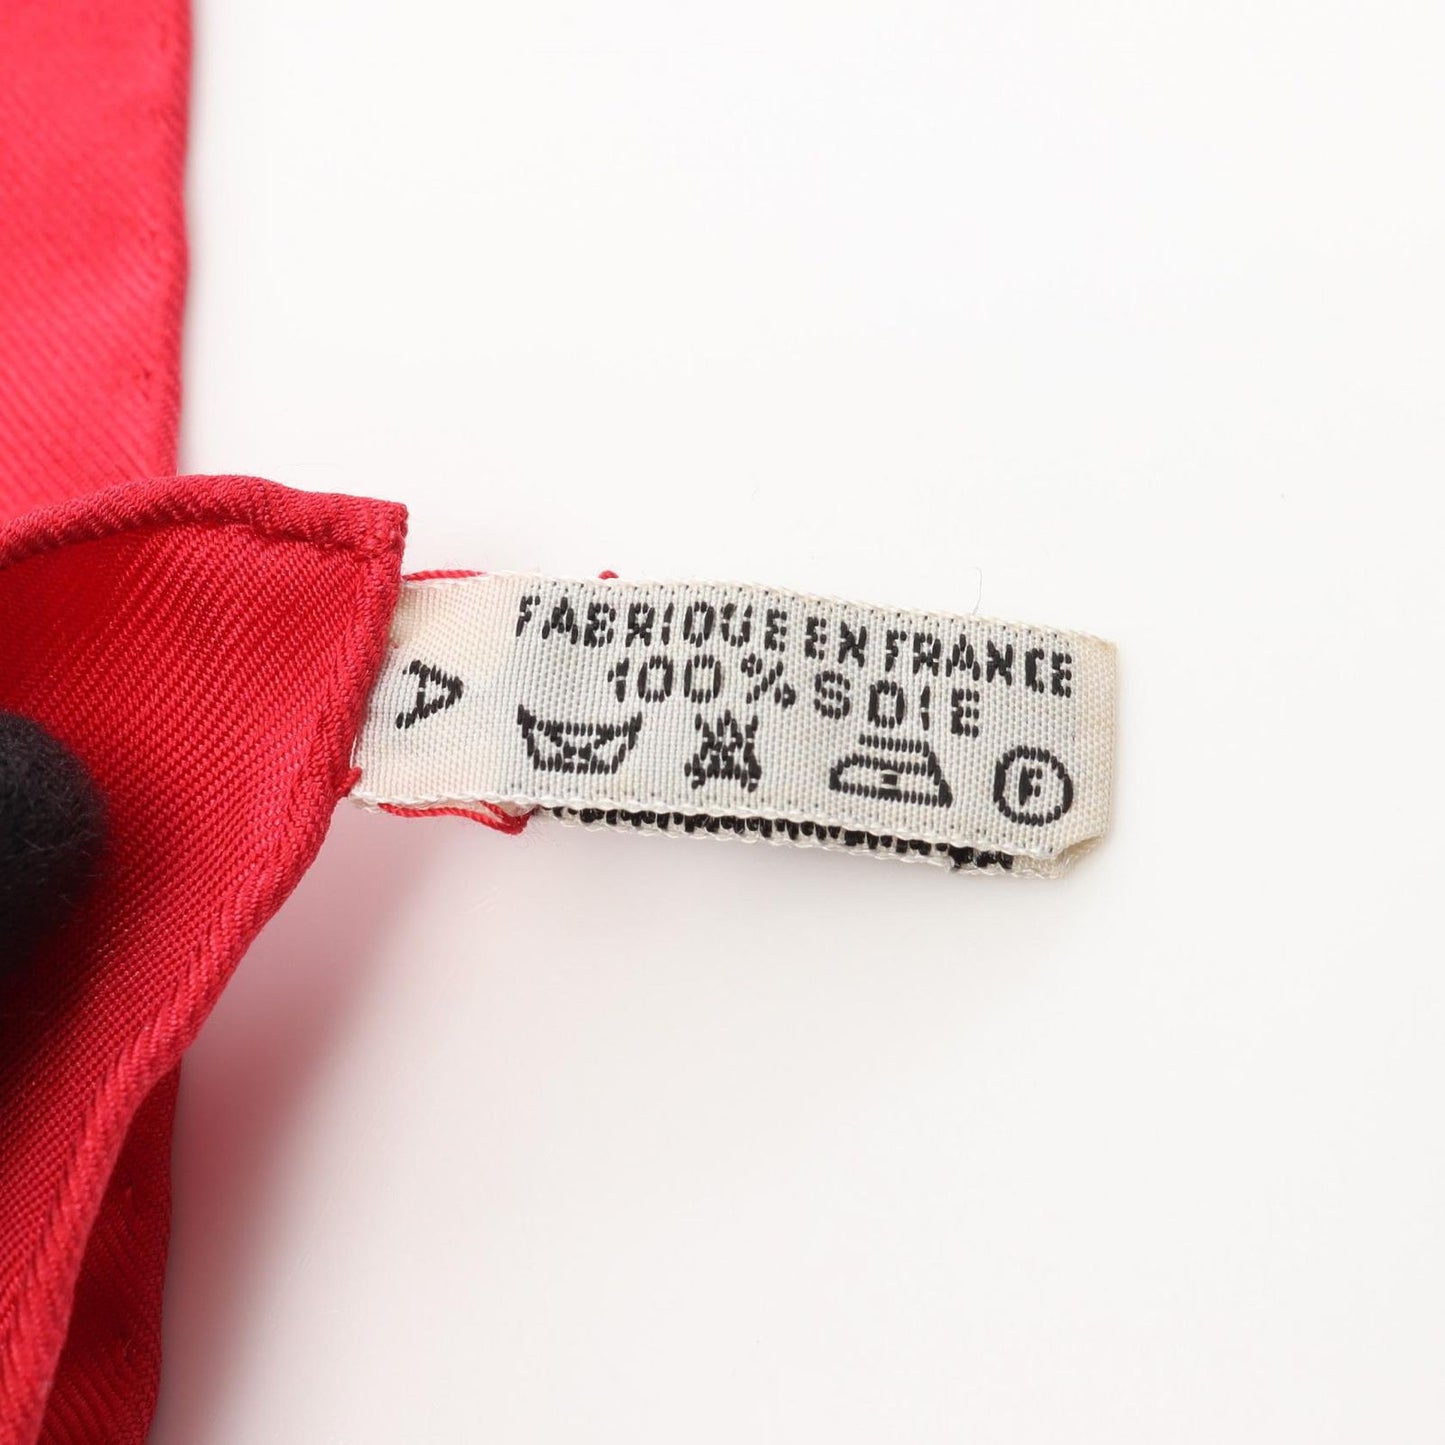 FABRIQUE EN FRANCE
100%SOIE
A
F